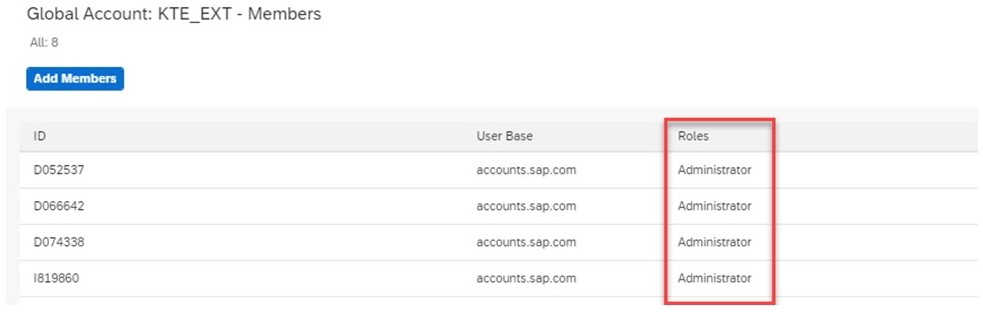 Global Account: KTE_EXT - Members
All: 8
Add Members
ID User Base Roles
D052537 accounts.sap.com Administrator
D066642 accounts.sap.com Administrator
D074338 accounts.sap.com Administrator
I819860 accounts.sap.com Administrator